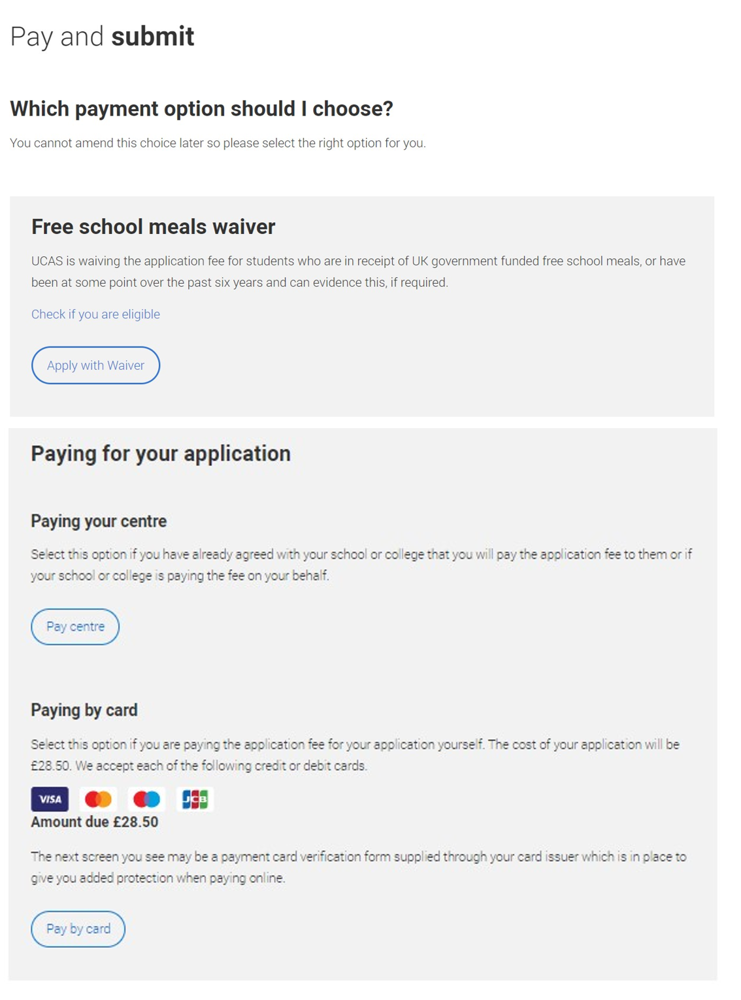 Pay and submit
Which payment option should I choose?
You cannot amend this choice later so please select the right option for you.
Free school meals waiver
UCAS is waiving the application fee for students who are in receipt of UK government funded free school meals, or have
been at some point over the past six years and can evidence this, if required.
Check if you are eligible
Apply with Waiver
Paying for your application
Paying your centre
Select this option if you have already agreed with your school or college that you will pay the application fee to them or if
your school or college is paying the fee on your behalf.
Pay centre
Paying by card
Select this option if you are paying the application fee for your application yourself. The cost of your application will be
£28.50. We accept each of the following credit or debit cards.
VISA JCB
Amount due £28.50
The next screen you see may be a payment card verification form supplied through your card issuer which is in place to
give you added protection when paying online.
Pay by card